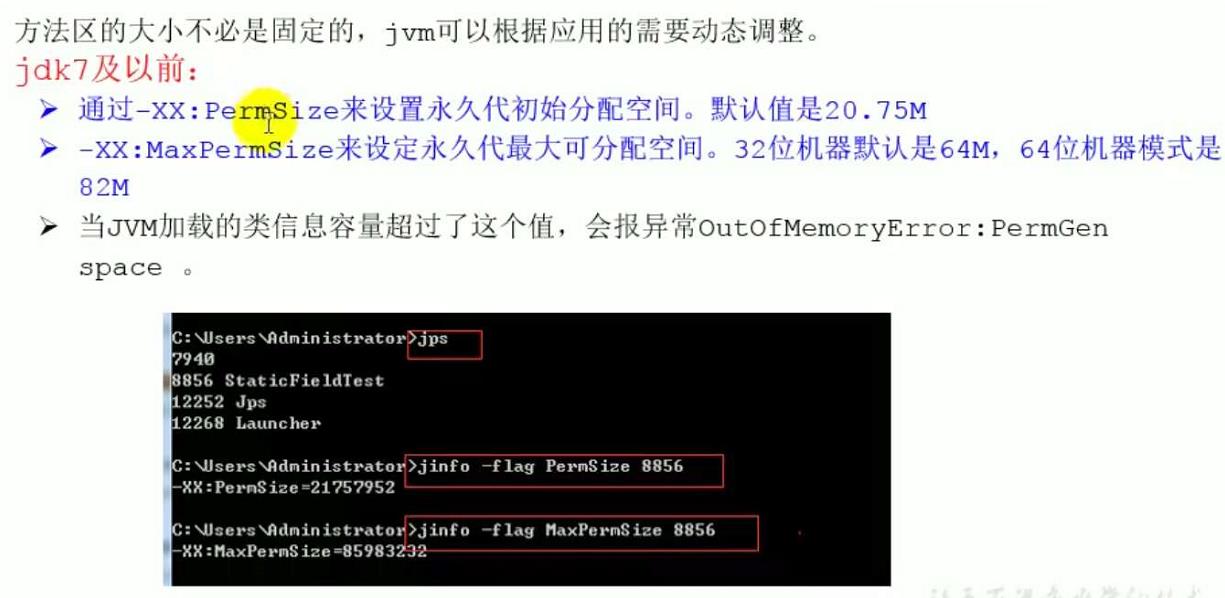 方法区的大小不必是固定的，jvm可以根据应用的需要动态调整。
jdk7及以前：
➤ 通过-XX:PermSize来设置永久代初始分配空间。默认值是20.75M
➤ -XX:MaxPermSize来设定永久代最大可分配空间。32位机器默认是64M，64位机器模式是
82M
➤ 当JVM加载的类信息容量超过了这个值，会报异常OutOfMemoryError:PermGen
space 。
C:\Users\Administrator>jps
7940
8856 StaticFieldTest
12252 Jps
12268 Launcher
C:\Users\Administrator>jinfo -flag PermSize 8856
-XX:PermSize=21757952
C:\Users\Administrator>jinfo -flag MaxPermSize 8856
-XX:MaxPermSize=85983232